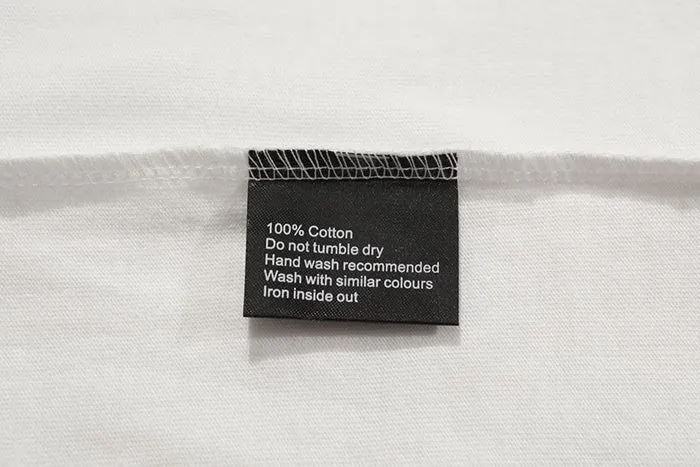 100% Cotton
Do not tumble dry
Hand wash recommended
Wash with similar colours
Iron inside out